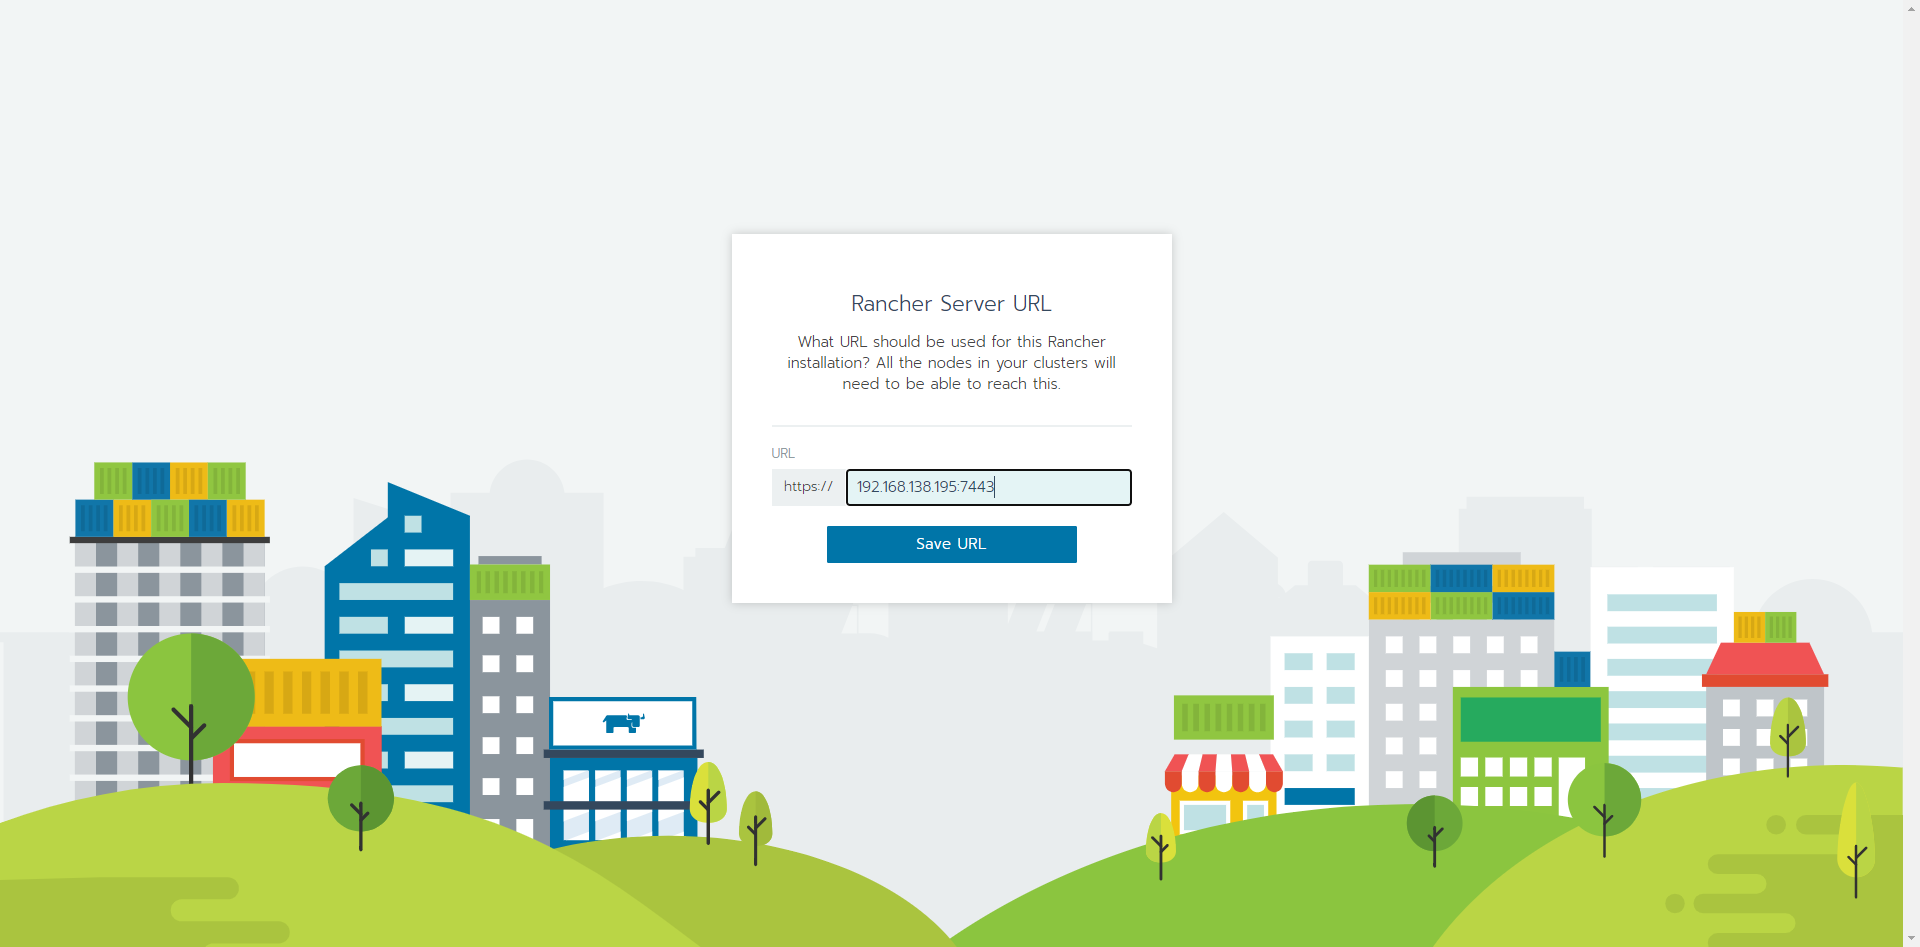 Rancher Server URL
What URL should be used for this Rancher
installation? All the nodes in your clusters will
need to be able to reach this.
URL
https:// 192.168.138.195:7443
Save URL